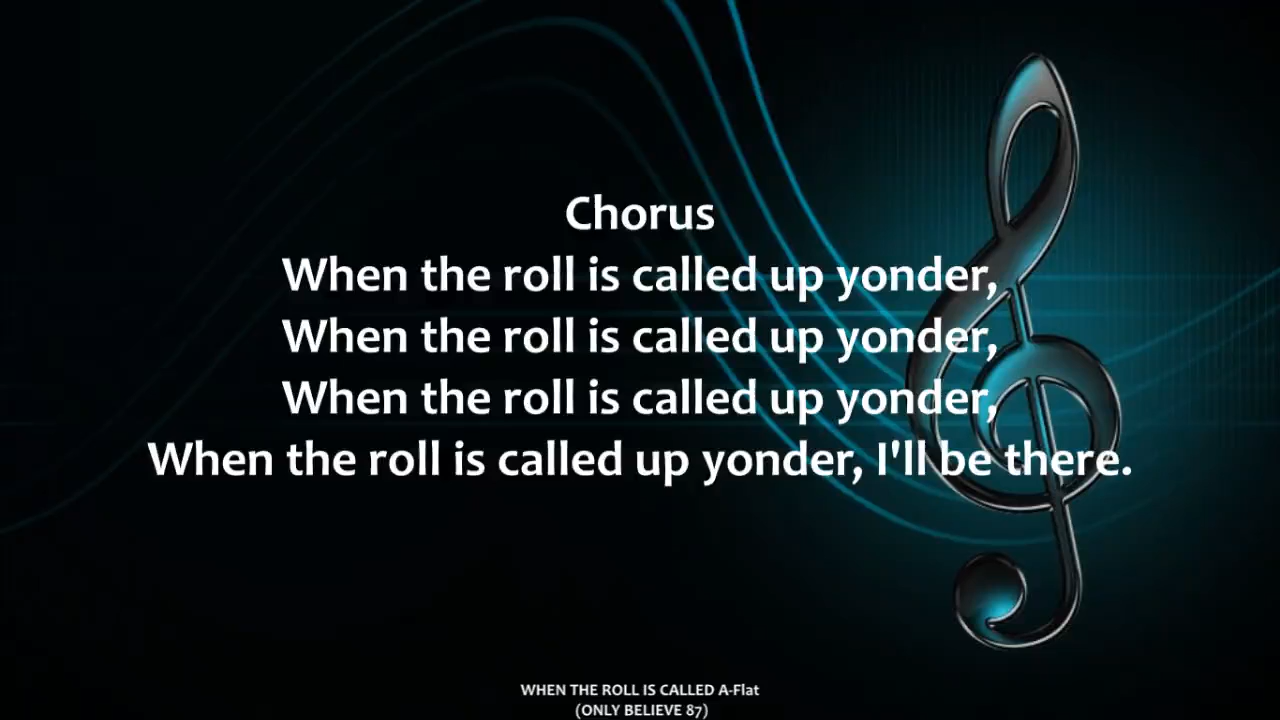 Chorus
When the roll is called up yonder,
When the roll is called up yonder,
When the roll is called up yonder,
When the roll is called up yonder, I'll be there.
WHEN THE ROLL IS CALLED A-Flat
(ONLY BELIEVE 87)